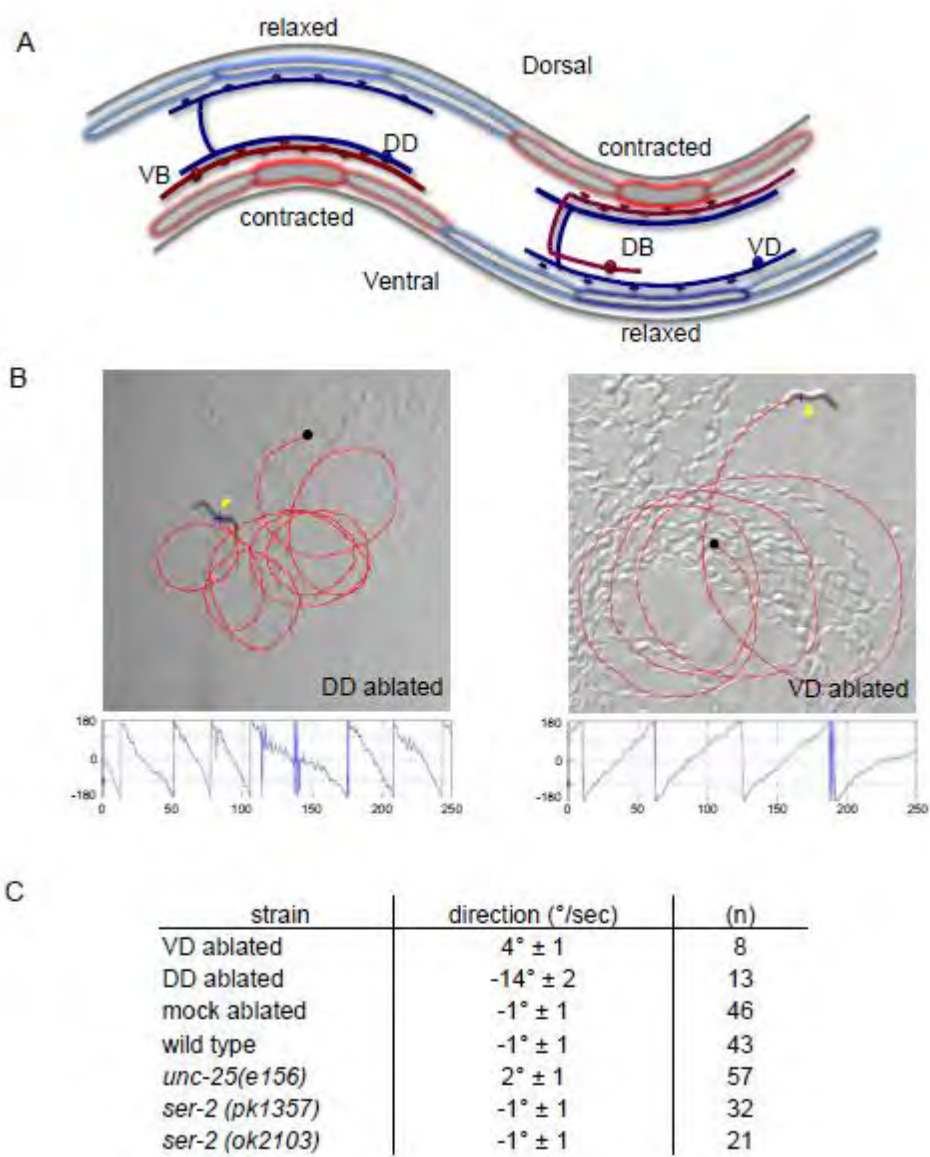 A
relaxed
Dorsal
contracted
DD
VB
contracted
DB
VD
Ventral
relaxed
B
DD ablated
VD ablated
180
0
-180
0 50 100 150 200 250
180
0
-180
0 50 100 150 200 250
C
strain direction (°/sec) (n)
VD ablated 4° ± 1 8
DD ablated -14° ± 2 13
mock ablated -1° ± 1 46
wild type -1° ± 1 43
unc-25(e156) 2° ± 1 57
ser-2 (pk1357) -1° ± 1 32
ser-2 (ok2103) -1° ± 1 21